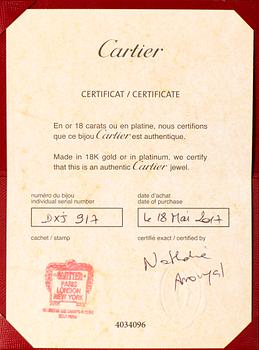 Cartier
CERTIFICAT / CERTIFICATE
En or 18 carats ou en platine, nous certifions
que ce bijou Cartier est authentique.
Made in 18K gold or in platinum, we certify
that this is an authentic Cartier jewel.
numéro du bijou
individual serial number
date d'achat
date of purchase
DXJ 917
le 18 Mai 2017
cachet / stamp
certifié exact / certified by
CARTIER
PARIS
LONDON
NEW YORK
Nathalie
4034096